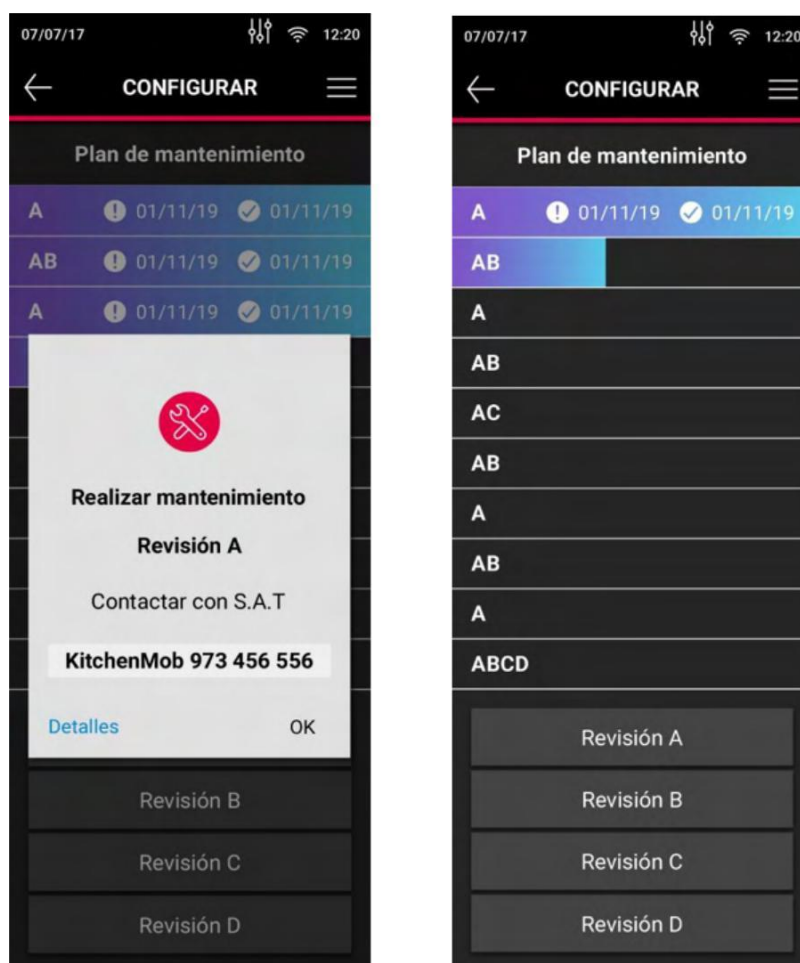 07/07/17 12:20
CONFIGURAR
Plan de mantenimiento
A 01/11/19 01/11/19
AB 01/11/19 01/11/19
A 01/11/19 01/11/19
Realizar mantenimiento
Revisión A
Contactar con S.A.T
KitchenMob 973 456 556
Detalles OK
Revisión B
Revisión C
Revisión D
07/07/17 12:20
CONFIGURAR
Plan de mantenimiento
A 01/11/19 01/11/19
AB
A
AB
AC
AB
A
AB
A
ABCD
Revisión A
Revisión B
Revisión C
Revisión D